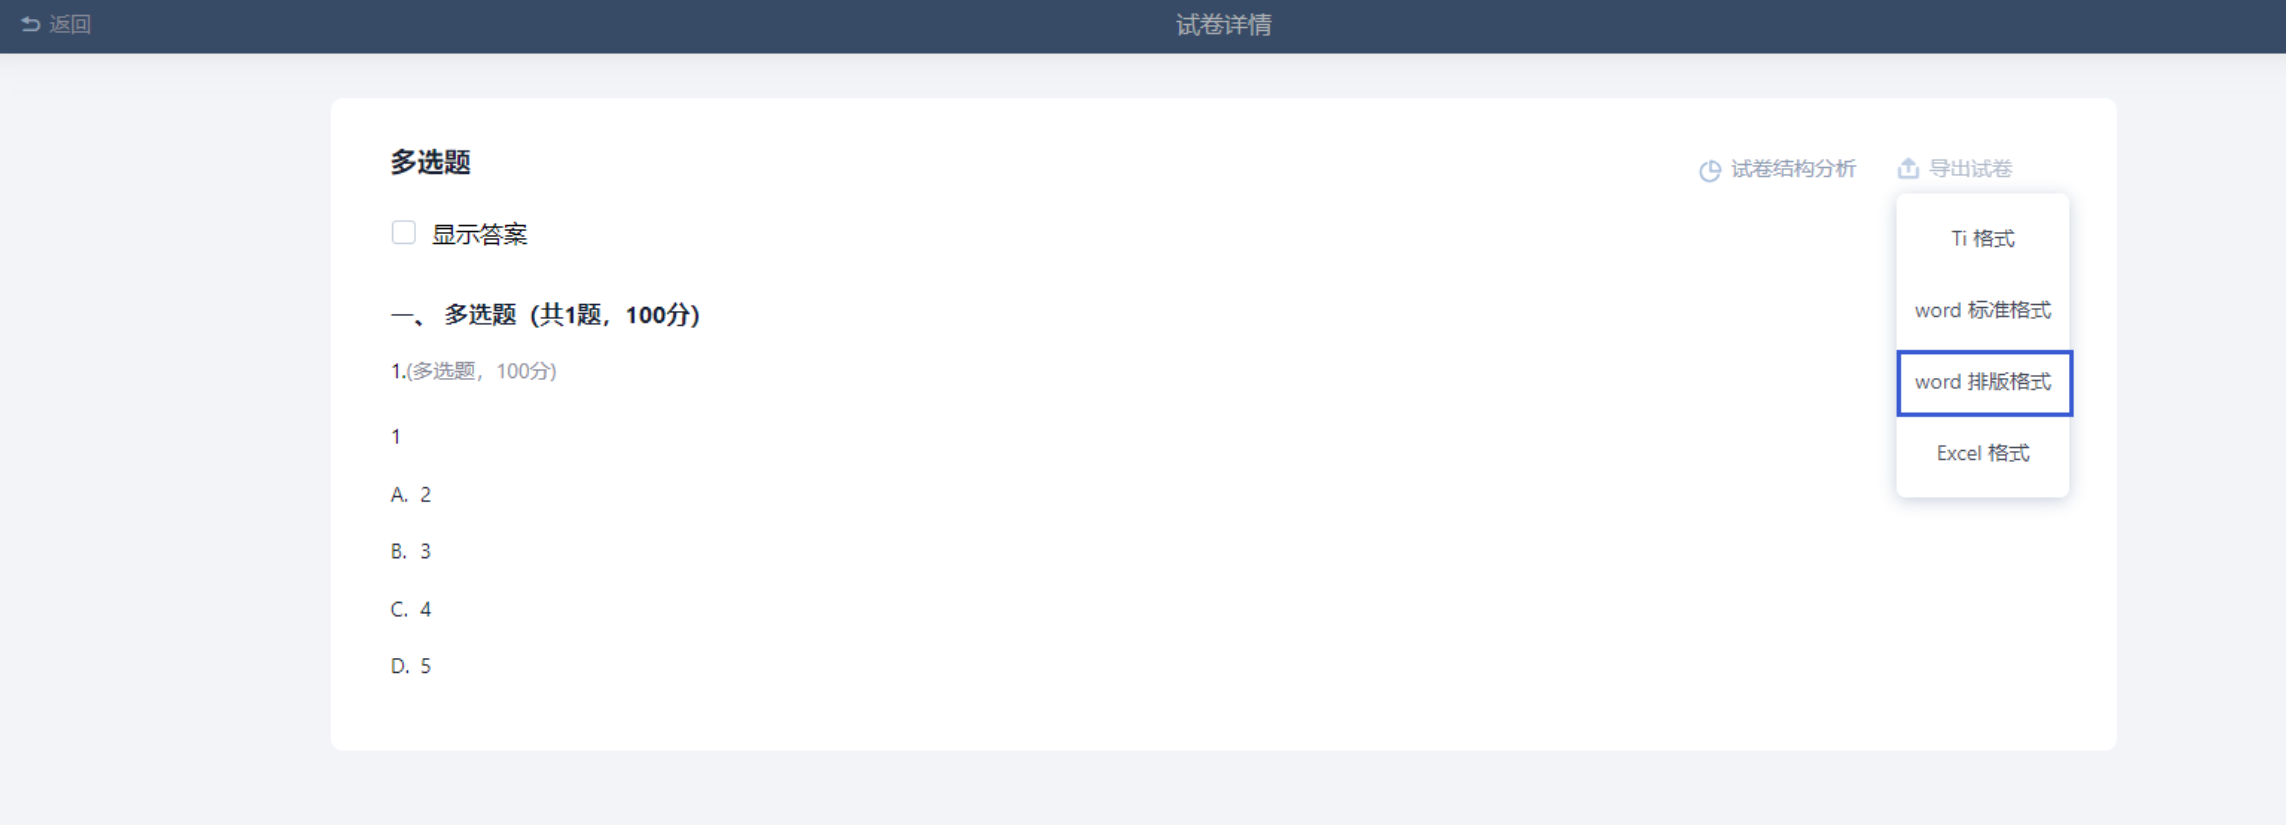 返回
试卷详情
多选题
试卷结构分析
导出试卷
显示答案
Ti 格式
word 标准格式
word 排版格式
Excel 格式
一、 多选题（共1题，100分）
1.(多选题，100分)
1
A. 2
B. 3
C. 4
D. 5